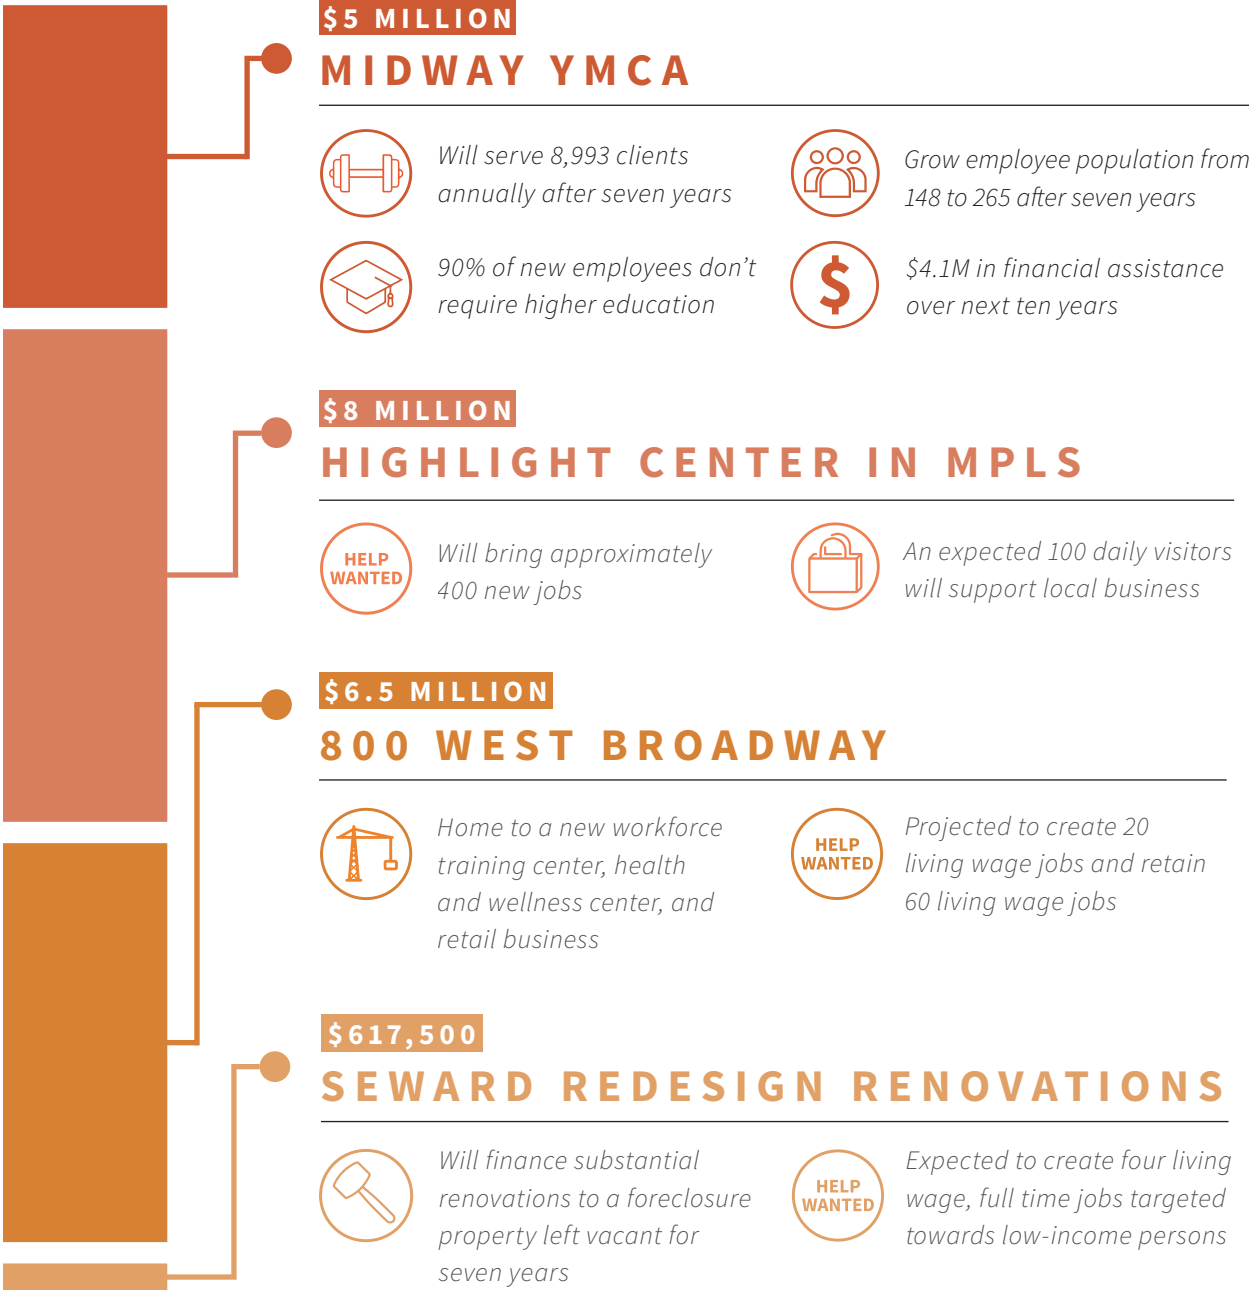 $5 MILLION
MIDWAY YMCA
Will serve 8,993 clients
annually after seven years
Grow employee population from
148 to 265 after seven years
90% of new employees don’t
require higher education
$
$4.1M in financial assistance
over next ten years
$8 MILLION
HIGHLIGHT CENTER IN MPLS
HELP
WANTED
Will bring approximately
400 new jobs
An expected 100 daily visitors
will support local business
$6.5 MILLION
800 WEST BROADWAY
Home to a new workforce
training center, health
and wellness center, and
retail business
HELP
WANTED
Projected to create 20
living wage jobs and retain
60 living wage jobs
$617,500
SEWARD REDESIGN RENOVATIONS
Will finance substantial
renovations to a foreclosure
property left vacant for
seven years
HELP
WANTED
Expected to create four living
wage, full time jobs targeted
towards low-income persons